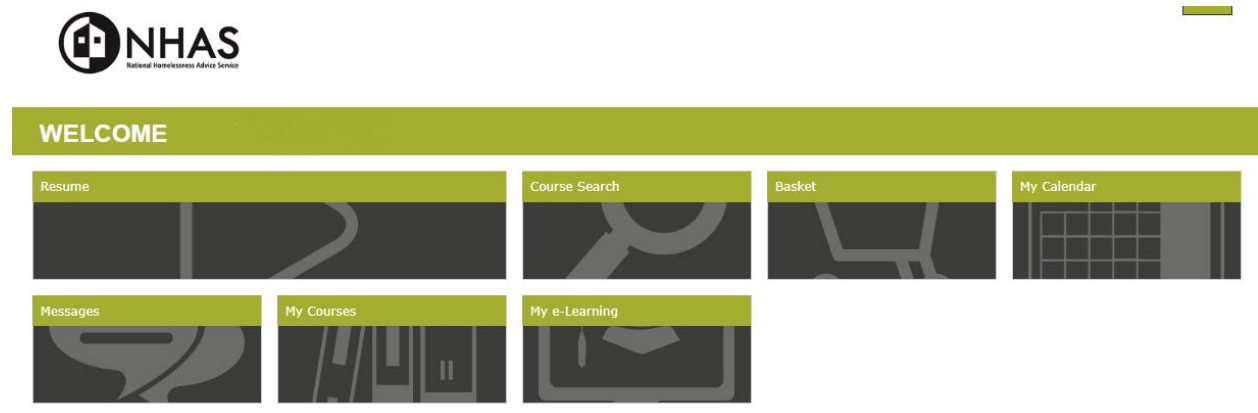 NHAS
National Homelessness Advice Service
WELCOME
Resume
Course Search
Basket
My Calendar
Messages
My Courses
My e-Learning